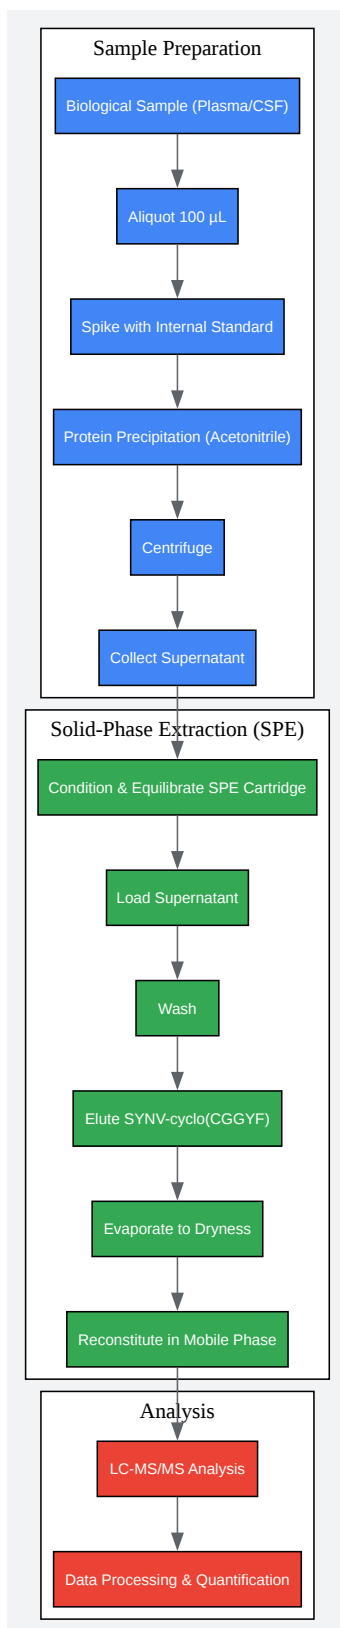 Sample Preparation
Biological Sample (Plasma/CSF)
Aliquot 100 µL
Spike with Internal Standard
Protein Precipitation (Acetonitrile)
Centrifuge
Collect Supernatant
Solid-Phase Extraction (SPE)
Condition & Equilibrate SPE Cartridge
Load Supernatant
Wash
Elute SYNV-cyclo(CGGYF)
Evaporate to Dryness
Reconstitute in Mobile Phase
Analysis
LC-MS/MS Analysis
Data Processing & Quantification